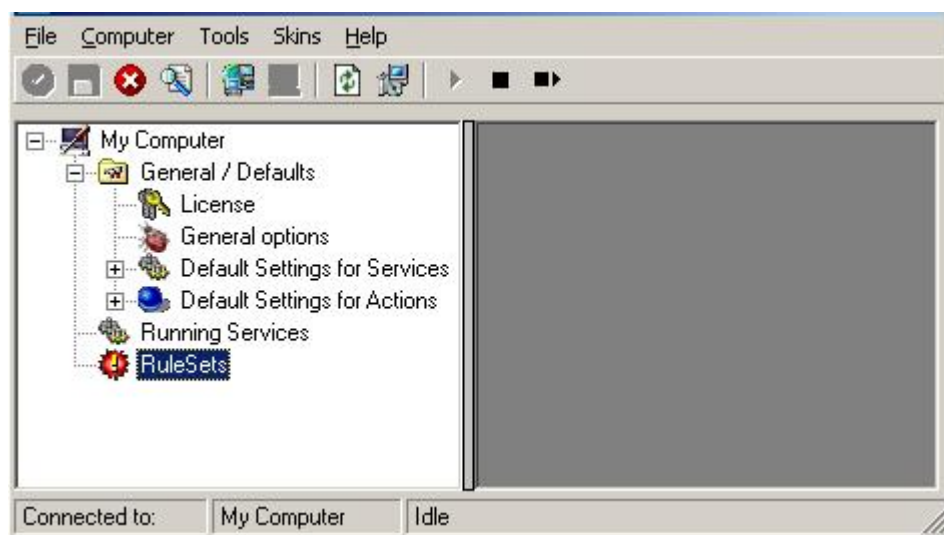 File Computer Tools Skins Help
My Computer
General / Defaults
License
General options
Default Settings for Services
Default Settings for Actions
Running Services
RuleSets
Connected to: My Computer Idle